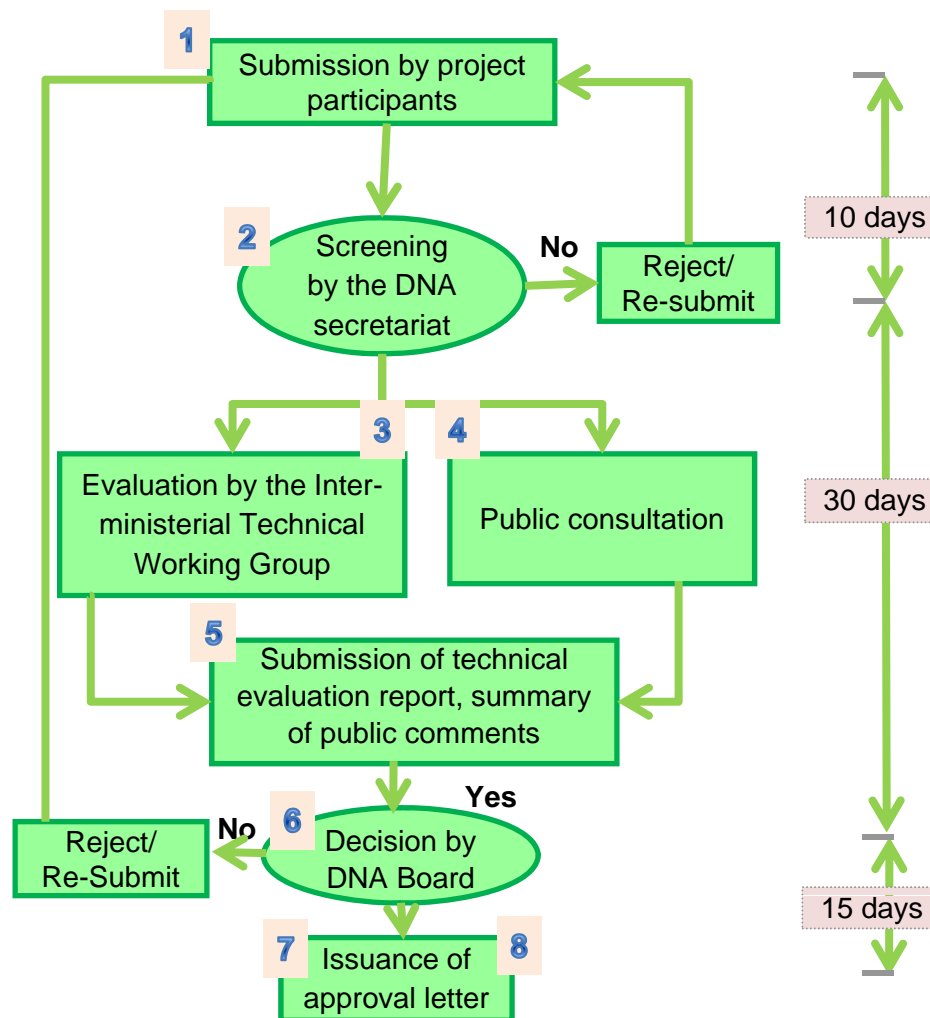 1
Submission by project
participants
10 days
2
Screening
by the DNA
secretariat
No
Reject/
Re-submit
3
4
Evaluation by the Inter-
ministerial Technical
Working Group
Public consultation
30 days
5
Submission of technical
evaluation report, summary
of public comments
Yes
6
No
Decision by
DNA Board
Reject/
Re-Submit
15 days
7
8
Issuance of
approval letter